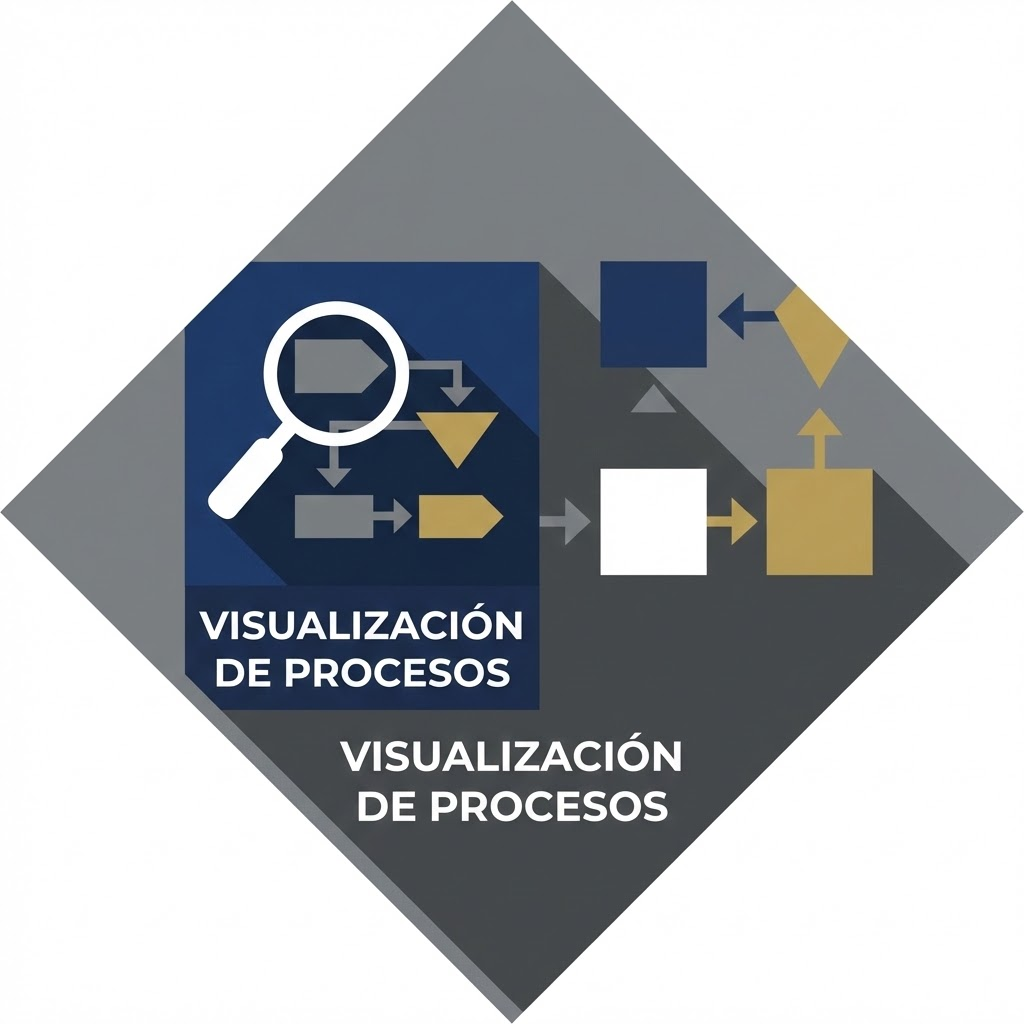 VISUALIZACIÓN
DE PROCESOS
VISUALIZACIÓN
DE PROCESOS